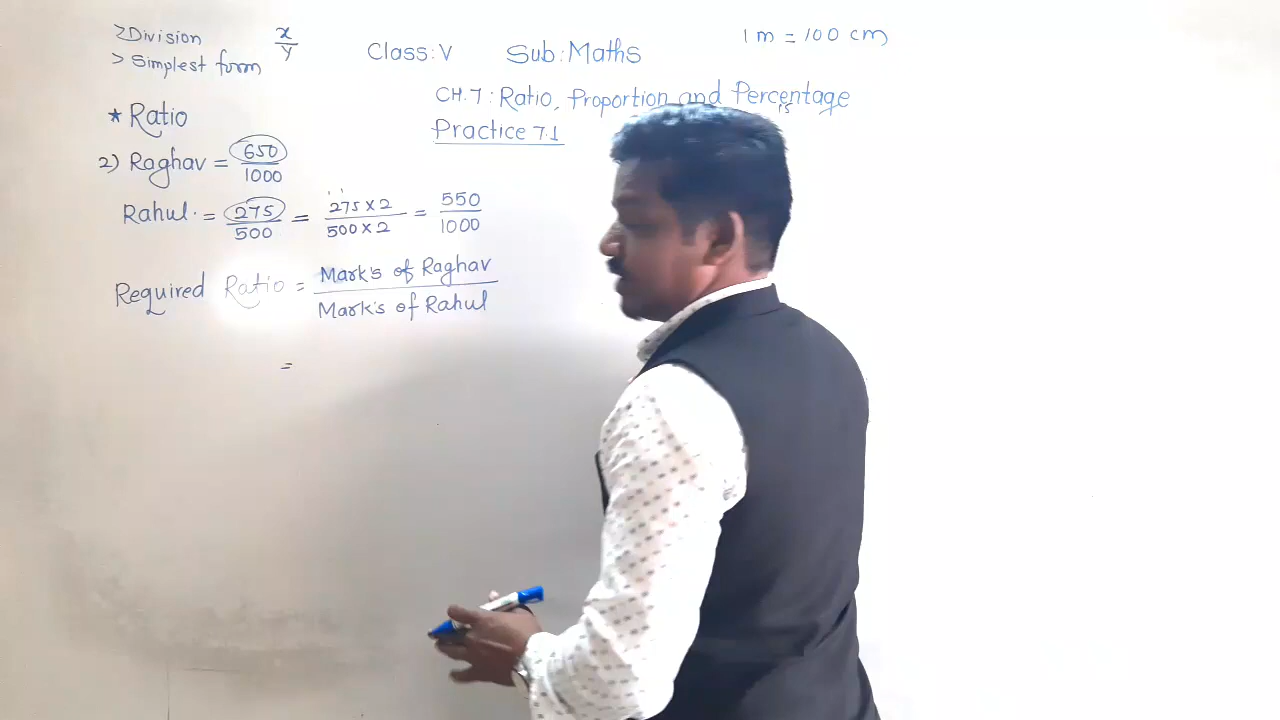 >Division
>Simplest form
x/y
Class:V Sub:Maths
1 m = 100 cm
CH.7: Ratio, Proportion and Percentage
Practice 7.1
★ Ratio
2) Raghav = 650/1000
Rahul. = 275/500 = 275×2/500×2 = 550/1000
Required Ratio = Mark's of Raghav/Mark's of Rahul
=